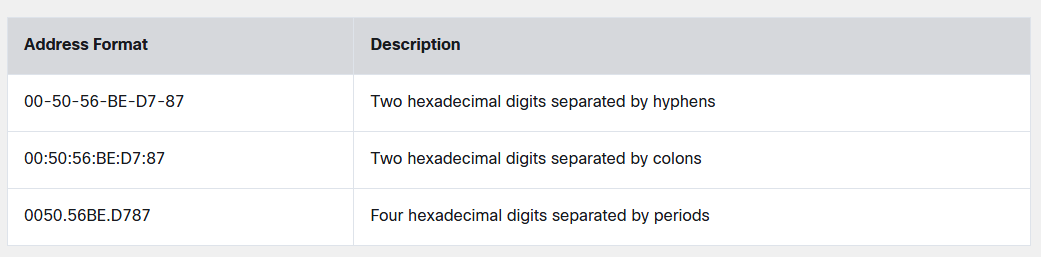 Address Format Description
00-50-56-BE-D7-87 Two hexadecimal digits separated by hyphens
00:50:56:BE:D7:87 Two hexadecimal digits separated by colons
0050.56BE.D787 Four hexadecimal digits separated by periods